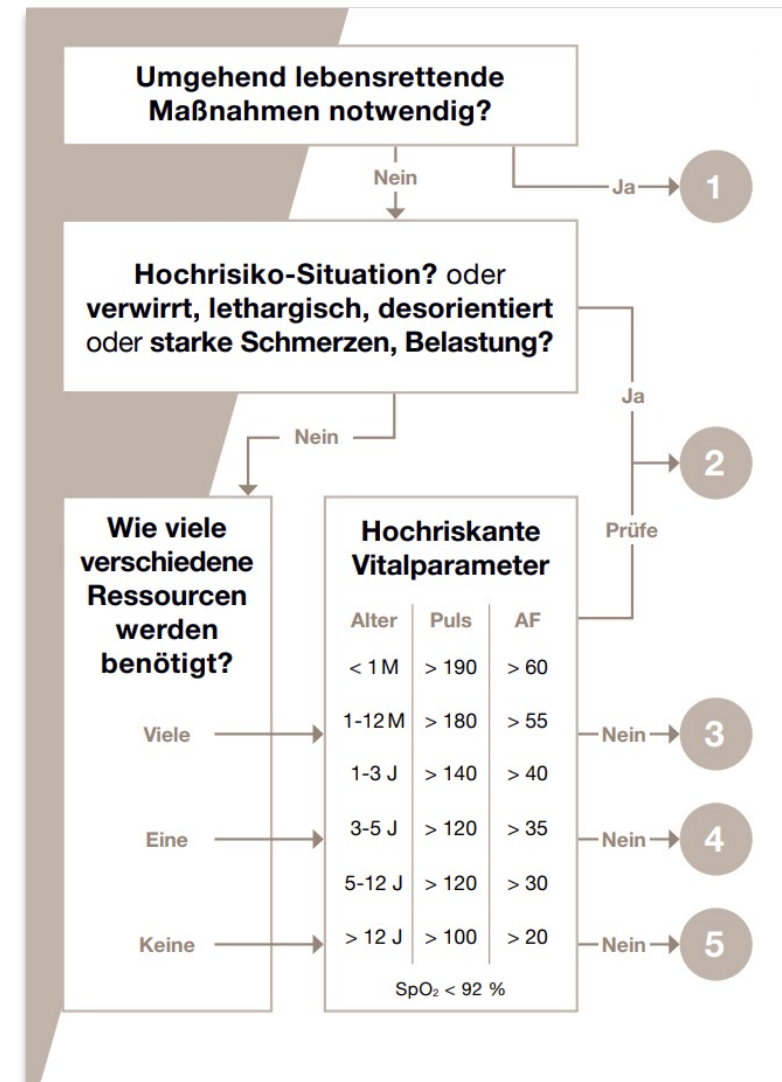 Umgehend lebensrettende
Maßnahmen notwendig?
Nein
Ja
1
Hochrisiko-Situation? oder
verwirrt, lethargisch, desorientiert
oder starke Schmerzen, Belastung?
Ja
Nein
2
Prüfe
Wie viele
verschiedene
Ressourcen
werden
benötigt?
Hochriskante
Vitalparameter
Alter Puls AF
< 1 M > 190 > 60
Viele
1-12 M > 180 > 55
Nein
3
1-3 J > 140 > 40
Eine
3-5 J > 120 > 35
Nein
4
5-12 J > 120 > 30
Keine
> 12 J > 100 > 20
Nein
5
SpO₂ < 92 %